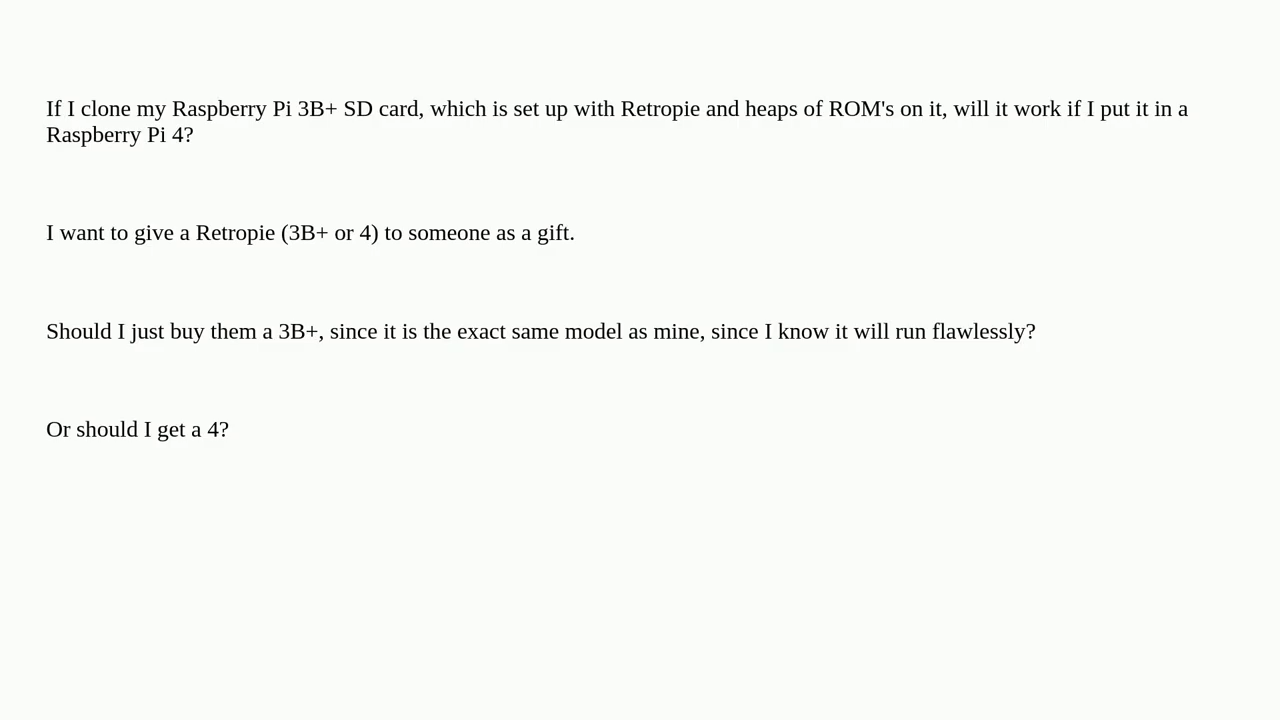 If I clone my Raspberry Pi 3B+ SD card, which is set up with Retropie and heaps of ROM's on it, will it work if I put it in a
Raspberry Pi 4?
I want to give a Retropie (3B+ or 4) to someone as a gift.
Should I just buy them a 3B+, since it is the exact same model as mine, since I know it will run flawlessly?
Or should I get a 4?